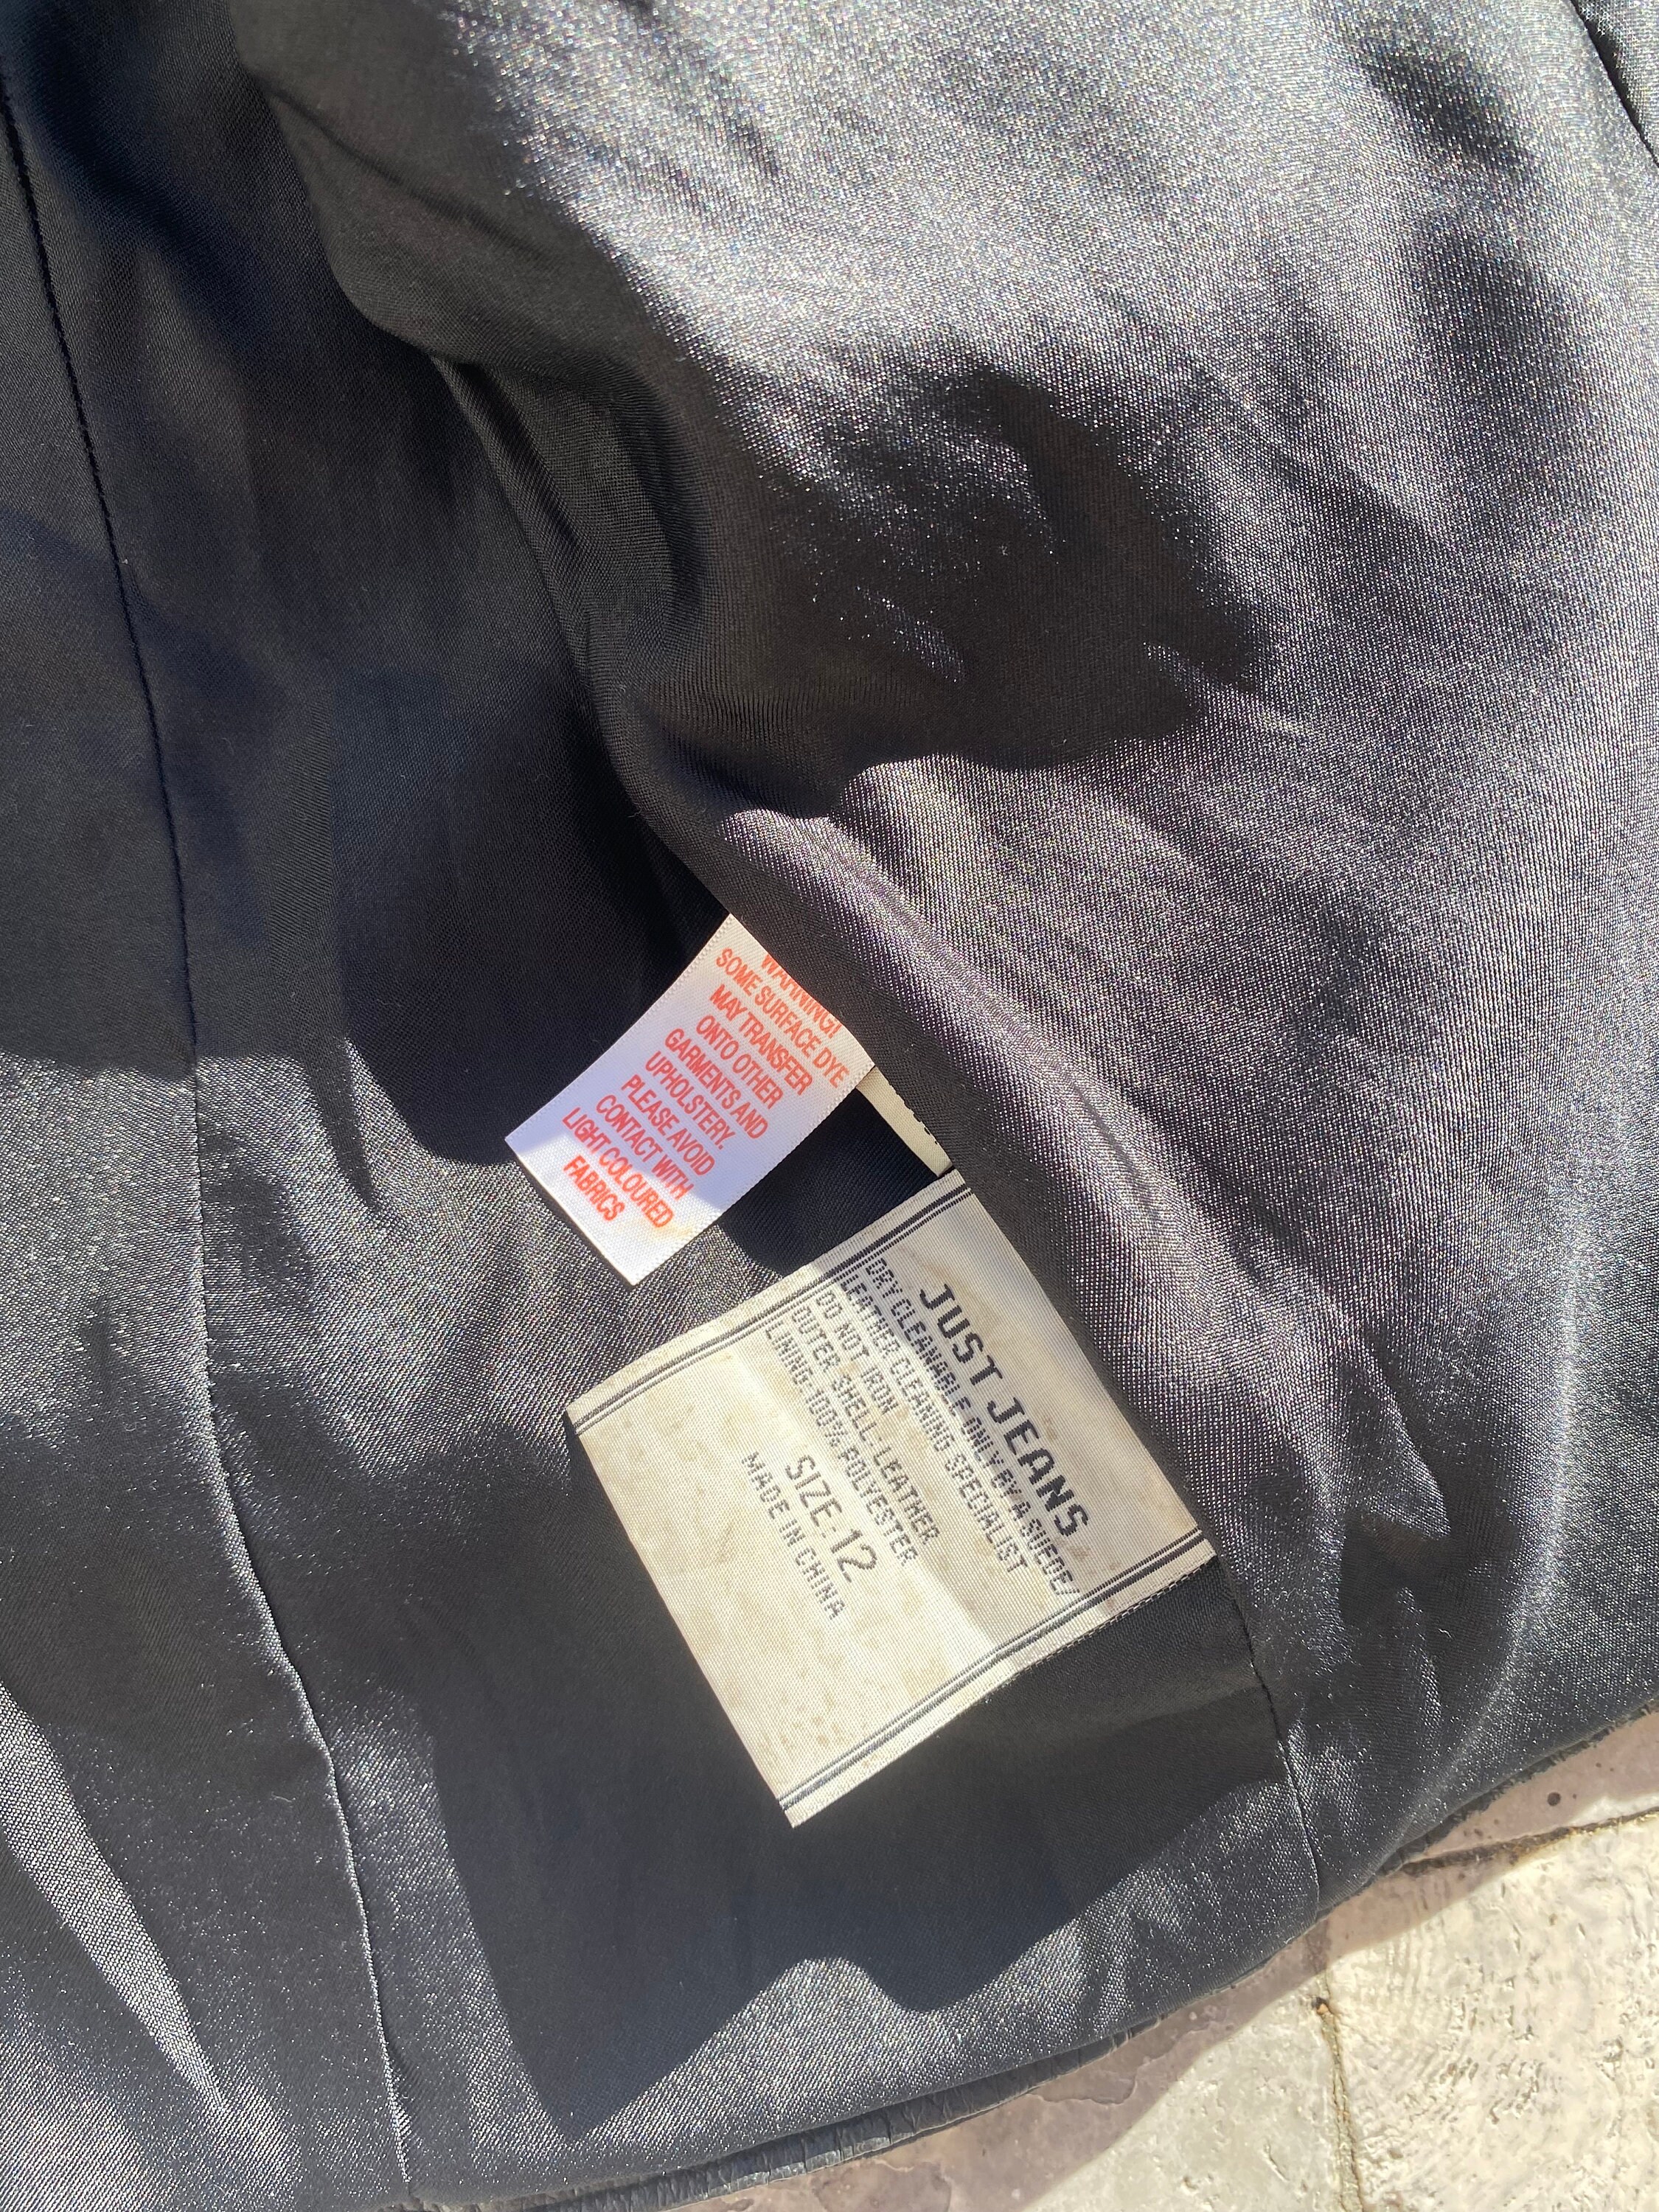 WARNING!
SOME SURFACE DYE
MAY TRANSFER
ONTO OTHER
GARMENTS AND
UPHOLSTERY.
PLEASE AVOID
CONTACT WITH
LIGHT COLOURED
FABRICS
JUST JEANS
DRY CLEANABLE ONLY BY A SUEDE/
LEATHER CLEANING SPECIALIST
DO NOT IRON
OUTER SHELL:LEATHER
LINING:100% POLYESTER
SIZE:12
MADE IN CHINA